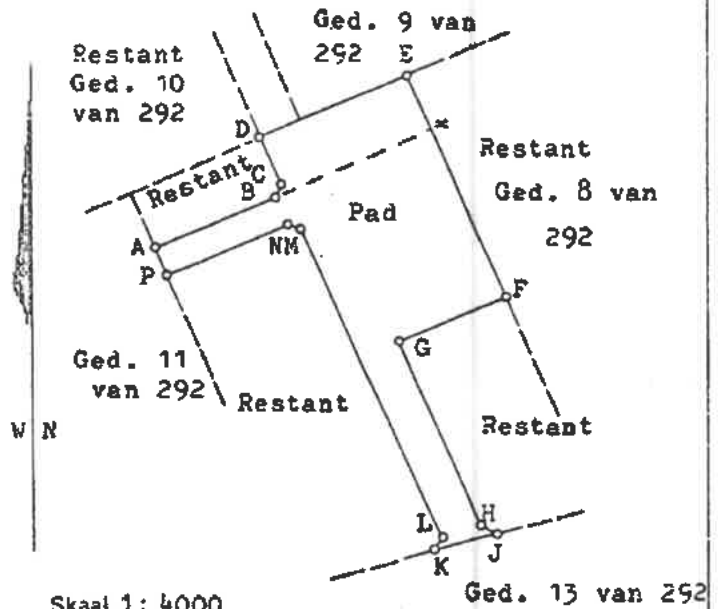 Ged. 9 van
292
E
Restant
Ged. 10
van 292
D
Restant
C
B
Restant
Ged. 8 van
292
Pad
A
P
N M
F
G
Ged. 11
van 292
Restant
W N
Restant
L
H
K
J
Skaal 1: 4000
Ged. 13 van 292